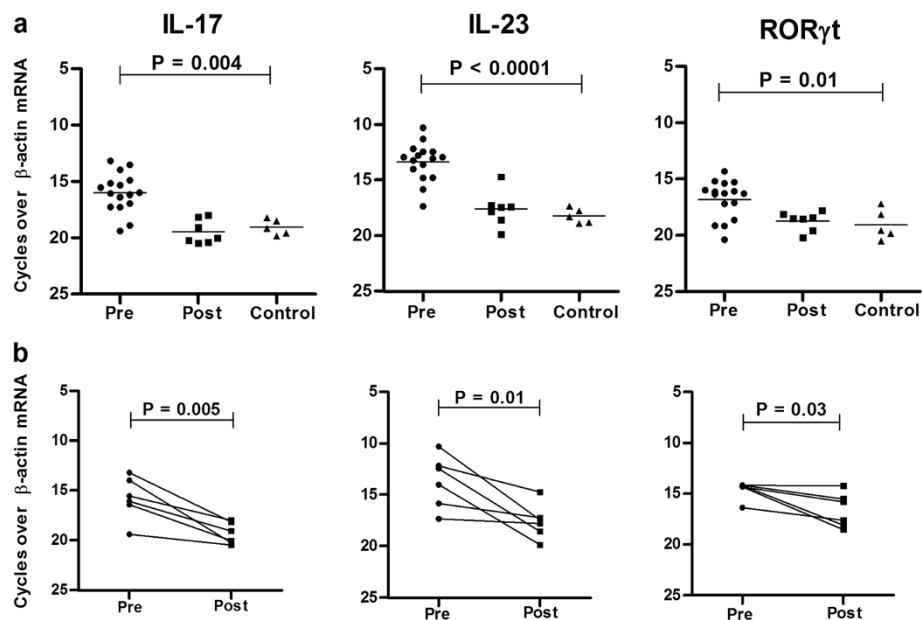 a
IL-17
IL-23
RORγt
Cycles over β-actin mRNA
5
10
15
20
25
P = 0.004
Pre
Post
Control
5
10
15
20
25
P < 0.0001
Pre
Post
Control
5
10
15
20
25
P = 0.01
Pre
Post
Control
b
Cycles over β-actin mRNA
5
10
15
20
25
P = 0.005
Pre
Post
5
10
15
20
25
P = 0.01
Pre
Post
5
10
15
20
25
P = 0.03
Pre
Post